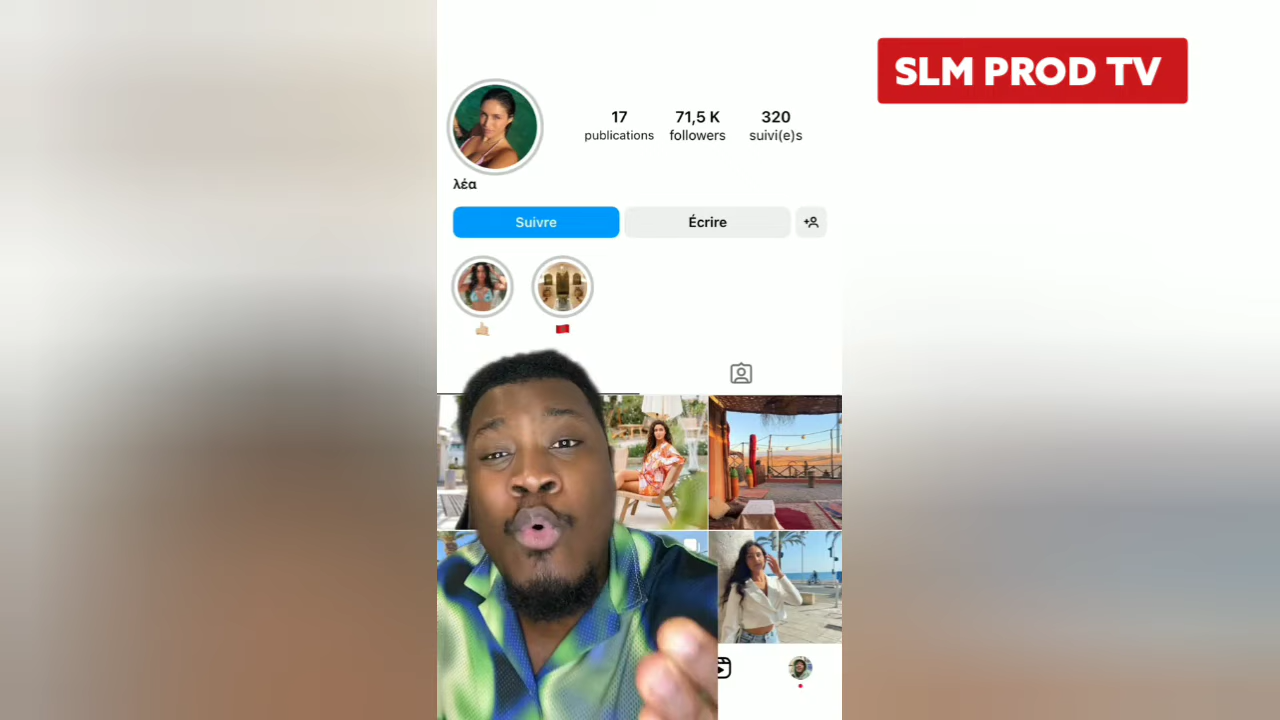 SLM PROD TV
17
71,5 K
320
publications
followers
suivi(e)s
λέα
Suivre
Écrire